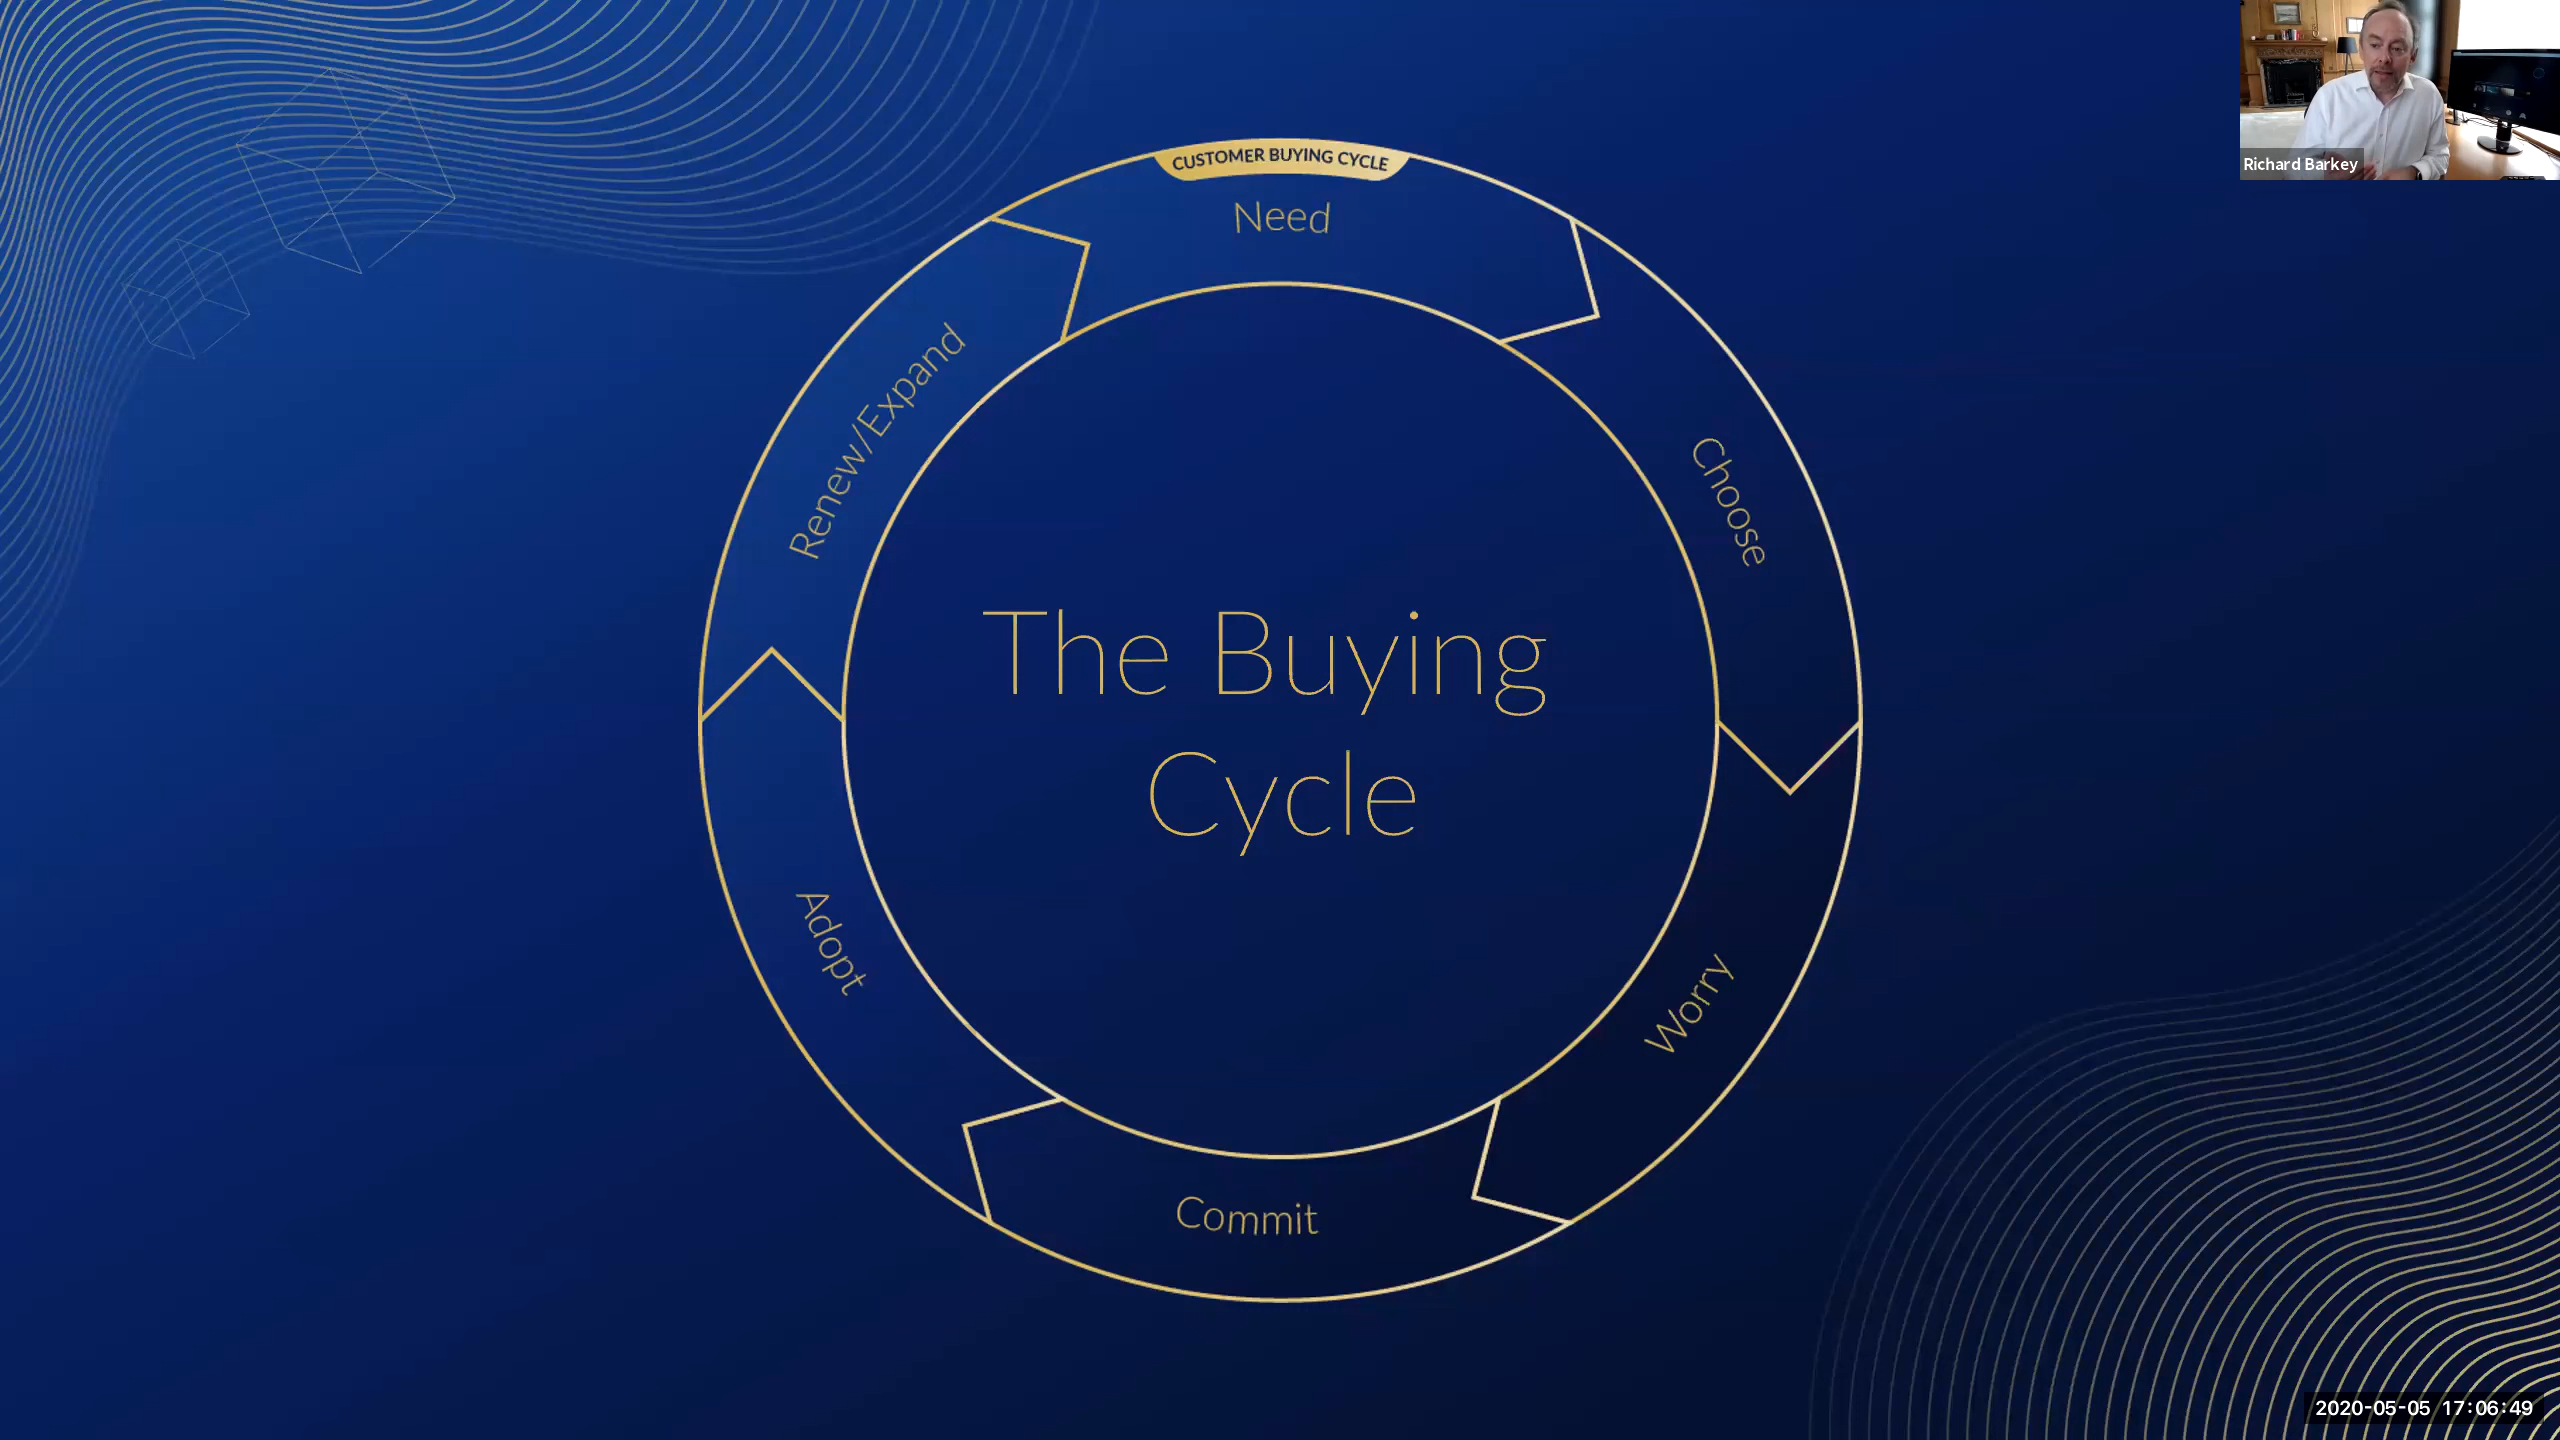 CUSTOMER BUYING CYCLE
Need
Choose
Worry
Commit
Adopt
Renew/Expand
The Buying
Cycle
Richard Barkey
2020-05-05 17:06:49